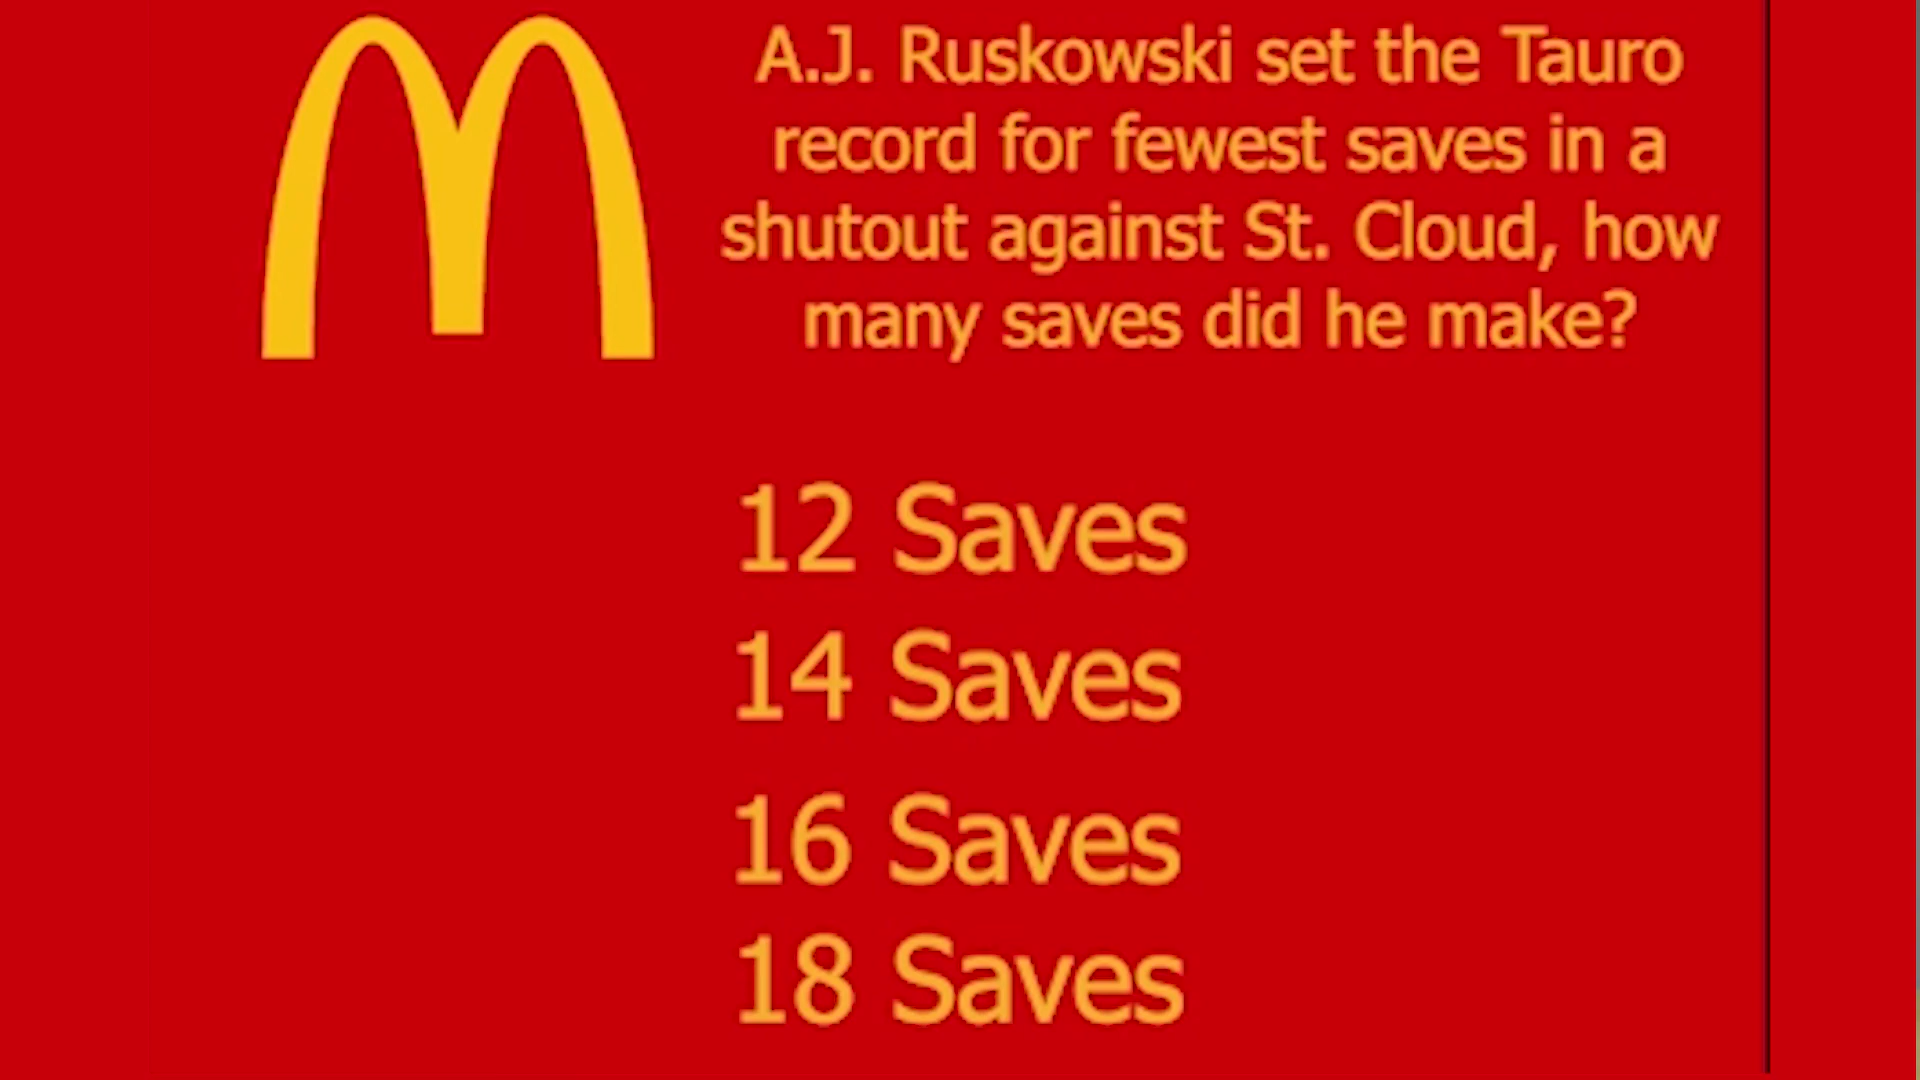 A.J. Ruskowski set the Tauro
record for fewest saves in a
shutout against St. Cloud, how
many saves did he make?
12 Saves
14 Saves
16 Saves
18 Saves